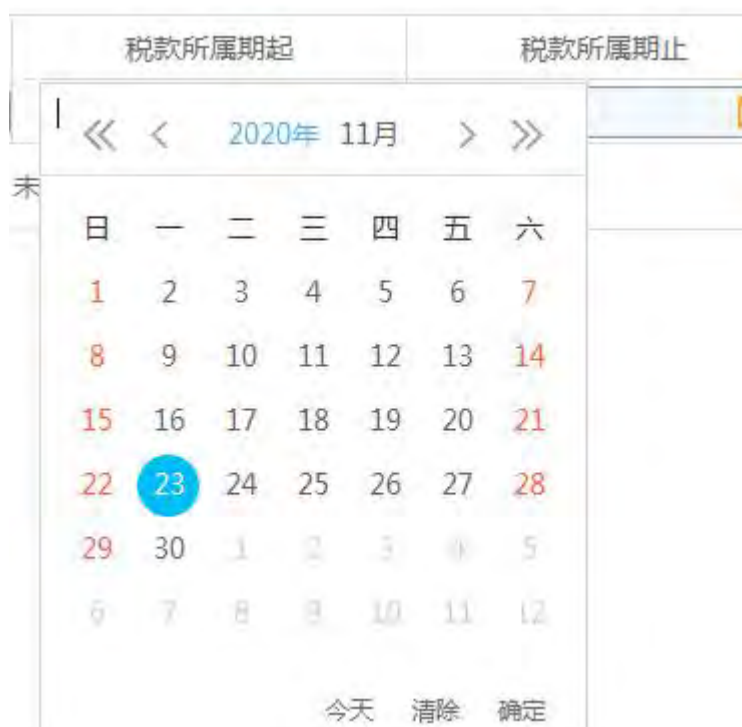 税款所属期起 税款所属期止
2020年 11月
未
日 一 二 三 四 五 六
1 2 3 4 5 6 7
8 9 10 11 12 13 14
15 16 17 18 19 20 21
22 23 24 25 26 27 28
29 30 1 2 3 4 5
6 7 8 9 10 11 12
今天 清除 确定